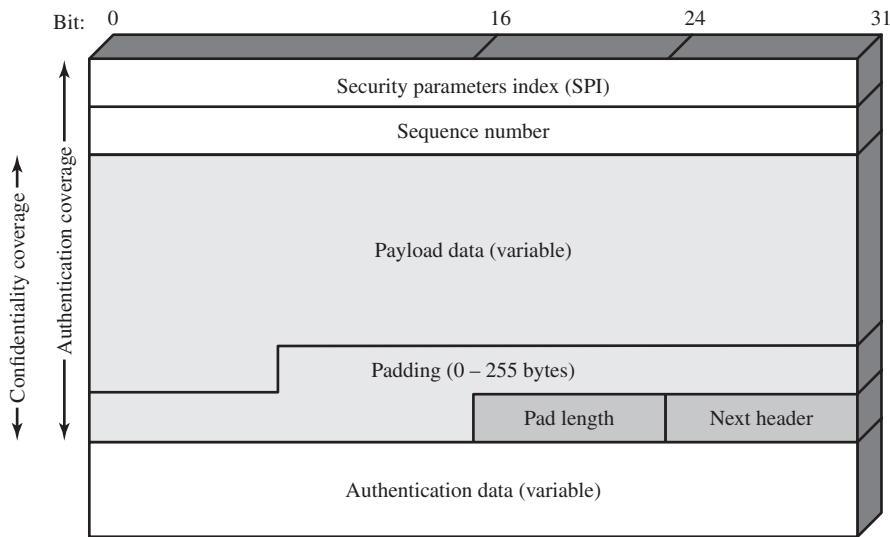 Bit: 0 16 24 31
Security parameters index (SPI)
Sequence number
Confidentiality coverage
Authentication coverage
Payload data (variable)
Padding (0 – 255 bytes)
Pad length
Next header
Authentication data (variable)